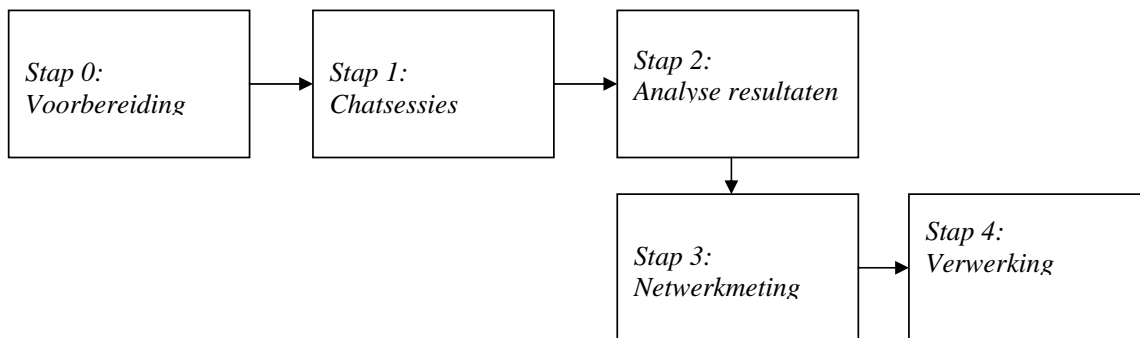 Stap 0:
Voorbereiding
Stap 1:
Chatsessies
Stap 2:
Analyse resultaten
Stap 3:
Netwerkmeting
Stap 4:
Verwerking